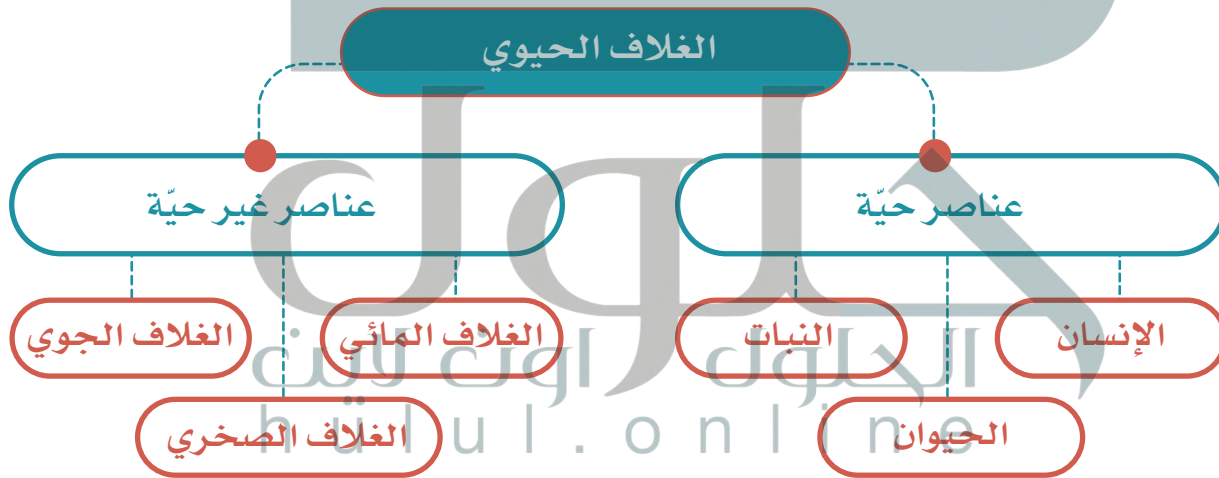 الغلاف الحيوي
عناصر حيّة
عناصر غير حيّة
الإنسان
النبات
الغلاف المائي
الغلاف الجوي
الحيوان
الغلاف الصخري
حلول
الحلول اون لاين
hulul.online